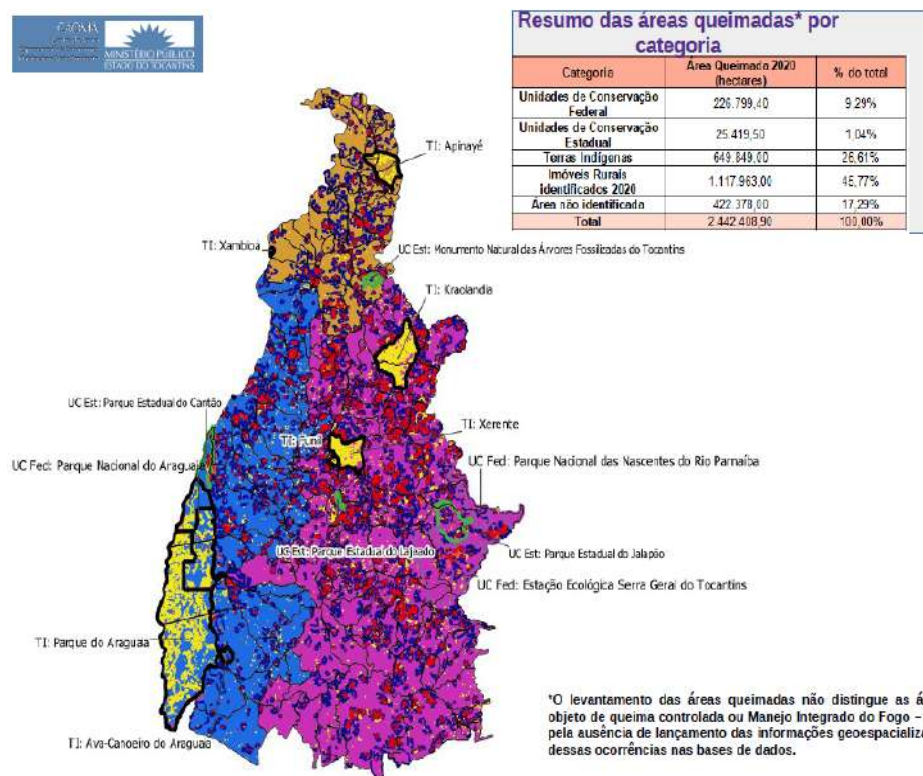 CAOMA
MINISTÉRIO PÚBLICO
ESTADO DO TOCANTINS
Resumo das áreas queimadas* por
categoria
Categoria
Área Queimada 2020
(hectares)
% do total
Unidades de Conservação
Federal
226.799,40
9,29%
Unidades de Conservação
Estadual
25.419,50
1,04%
Terras Indígenas
649.849,00
26,61%
Imóveis Rurais
identificados 2020
1.117.963,00
45,77%
Área não identificada
422.378,00
17,29%
Total
2.442.408,90
100,00%
TI: Apinayé
TI: Xambioá
UC Est: Monumento Natural das Árvores Fossilizadas do Tocantins
TI: Kraolandia
UC Est: Parque Estadual do Cantão
TI: Xerente
TI: Funil
UC Fed: Parque Nacional do Araguaia
UC Fed: Parque Nacional das Nascentes do Rio Parnaíba
UC Est: Parque Estadual do Lajeado
UC Est: Parque Estadual do Jalapão
UC Fed: Estação Ecológica Serra Geral do Tocantins
TI: Parque do Araguaia
TI: Ava-Canoeiro do Araguaia
*O levantamento das áreas queimadas não distingue as á
objeto de queima controlada ou Manejo Integrado do Fogo –
pela ausência de lançamento das informações geoespacializa
dessas ocorrências nas bases de dados.